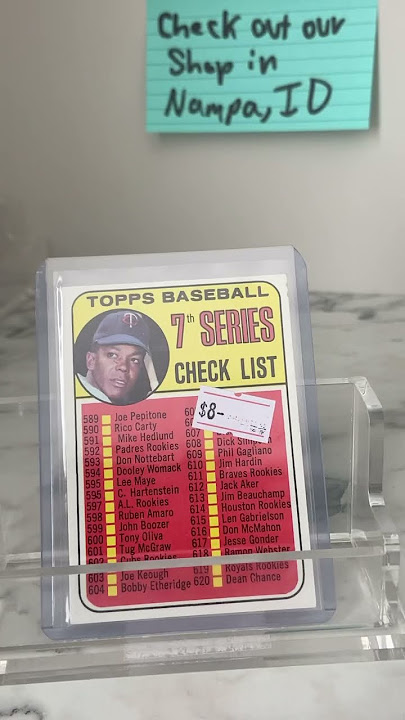 Check out our
Shop in
Nampa, ID
TOPPS BASEBALL
7th SERIES
CHECK LIST
$8-
589 Joe Pepitone
590 Rico Carty
591 Mike Hedlund
592 Padres Rookies
593 Don Nottebart
594 Dooley Womack
595 Lee Maye
596 C. Hartenstein
597 A.L. Rookies
598 Ruben Amaro
599 John Boozer
600 Tony Oliva
601 Tug McGraw
602 Cubs Rookies
603 Joe Keough
604 Bobby Etheridge
607
608 Dick Simpson
609 Phil Gagliano
610 Jim Hardin
611 Braves Rookies
612 Jack Aker
613 Jim Beauchamp
614 Houston Rookies
615 Len Gabrielson
616 Don McMahon
617 Jesse Gonder
618 Ramon Webster
619 Royals Rookies
620 Dean Chance